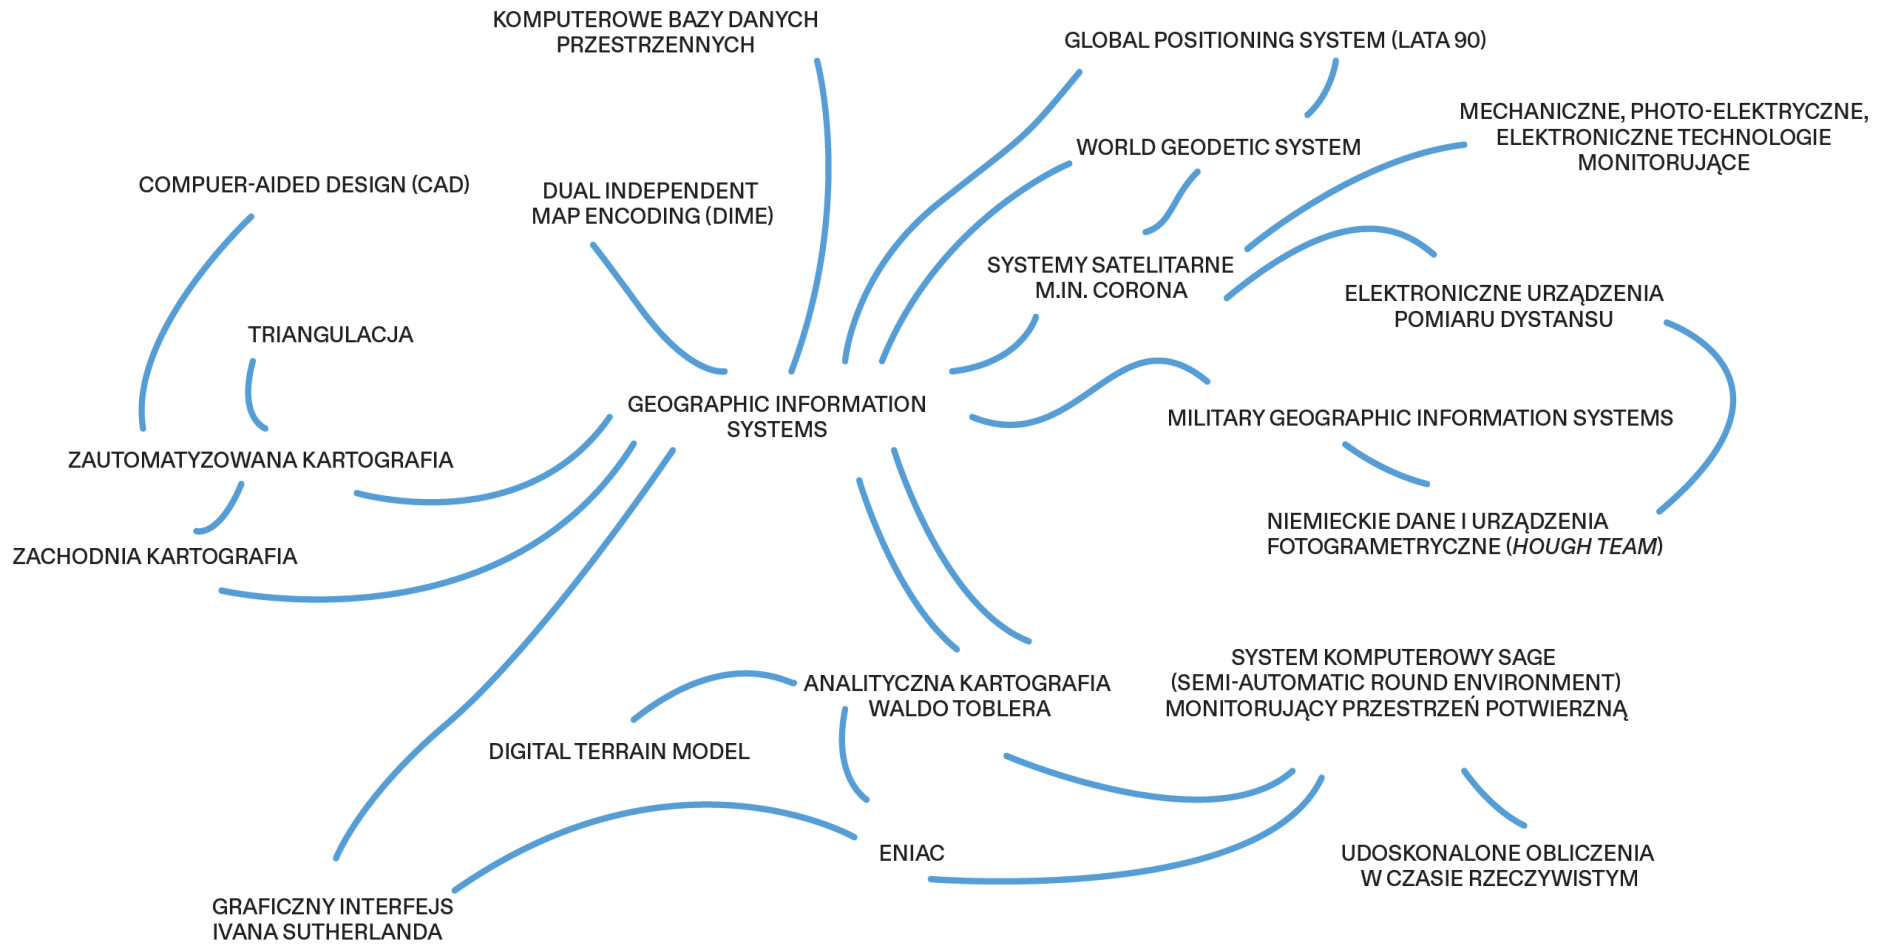 KOMPUTEROWE BAZY DANYCH
PRZESTRZENNYCH
GLOBAL POSITIONING SYSTEM (LATA 90)
MECHANICZNE, PHOTO-ELEKTRYCZNE,
ELEKTRONICZNE TECHNOLOGIE
MONITORUJĄCE
WORLD GEODETIC SYSTEM
COMPUER-AIDED DESIGN (CAD)
DUAL INDEPENDENT
MAP ENCODING (DIME)
SYSTEMY SATELITARNE
M.IN. CORONA
ELEKTRONICZNE URZĄDZENIA
POMIARU DYSTANSU
TRIANGULACJA
GEOGRAPHIC INFORMATION
SYSTEMS
MILITARY GEOGRAPHIC INFORMATION SYSTEMS
ZAUTOMATYZOWANA KARTOGRAFIA
NIEMIECKIE DANE I URZĄDZENIA
FOTOGRAMETRYCZNE (HOUGH TEAM)
ZACHODNIA KARTOGRAFIA
SYSTEM KOMPUTEROWY SAGE
(SEMI-AUTOMATIC ROUND ENVIRONMENT)
MONITORUJĄCY PRZESTRZEŃ POTWIERZNĄ
ANALITYCZNA KARTOGRAFIA
WALDO TOBLERA
DIGITAL TERRAIN MODEL
ENIAC
UDOSKONALONE OBLICZENIA
W CZASIE RZECZYWISTYM
GRAFICZNY INTERFEJS
IVANA SUTHERLANDA